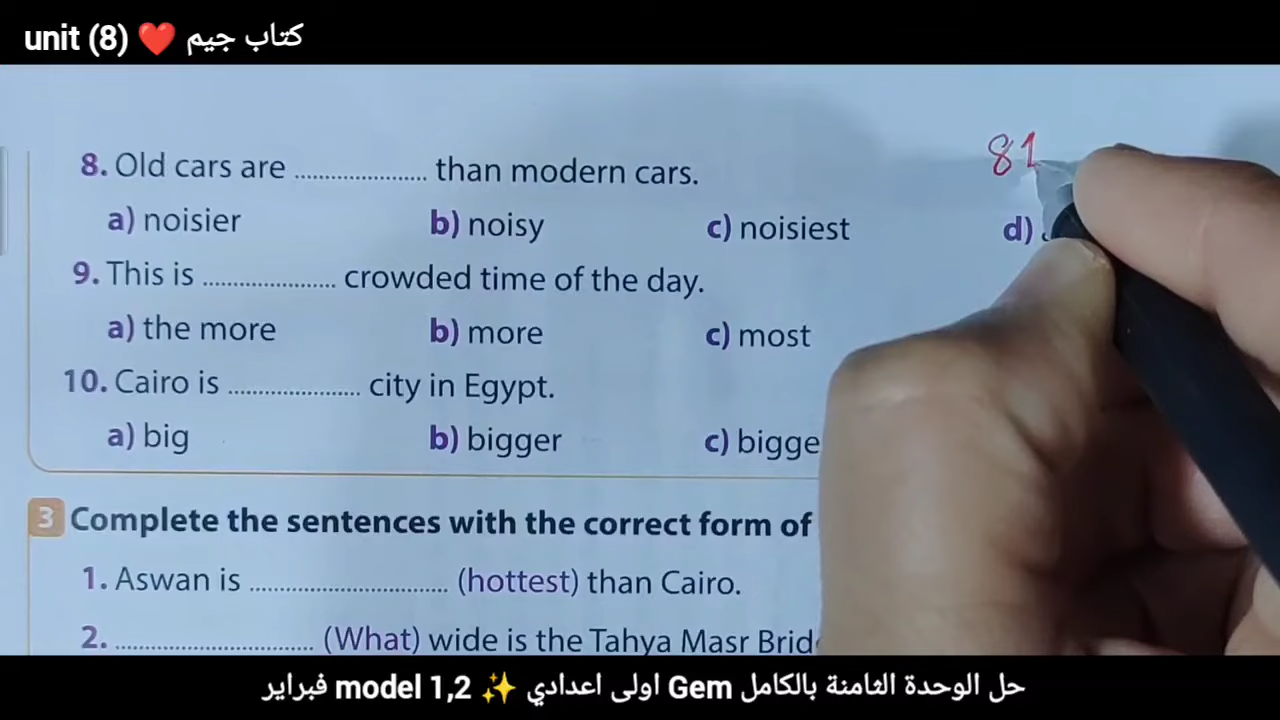 unit (8) ❤️ كتاب جيم
81
8. Old cars are ..................... than modern cars.
a) noisier b) noisy c) noisiest d)
9. This is ..................... crowded time of the day.
a) the more b) more c) most
10. Cairo is ..................... city in Egypt.
a) big b) bigger c) bigge
3 Complete the sentences with the correct form of
1. Aswan is ................................ (hottest) than Cairo.
2. ................................ (What) wide is the Tahya Masr Brid
حل الوحدة الثامنة بالكامل Gem اولى اعدادي ✨ model 1,2 فبراير